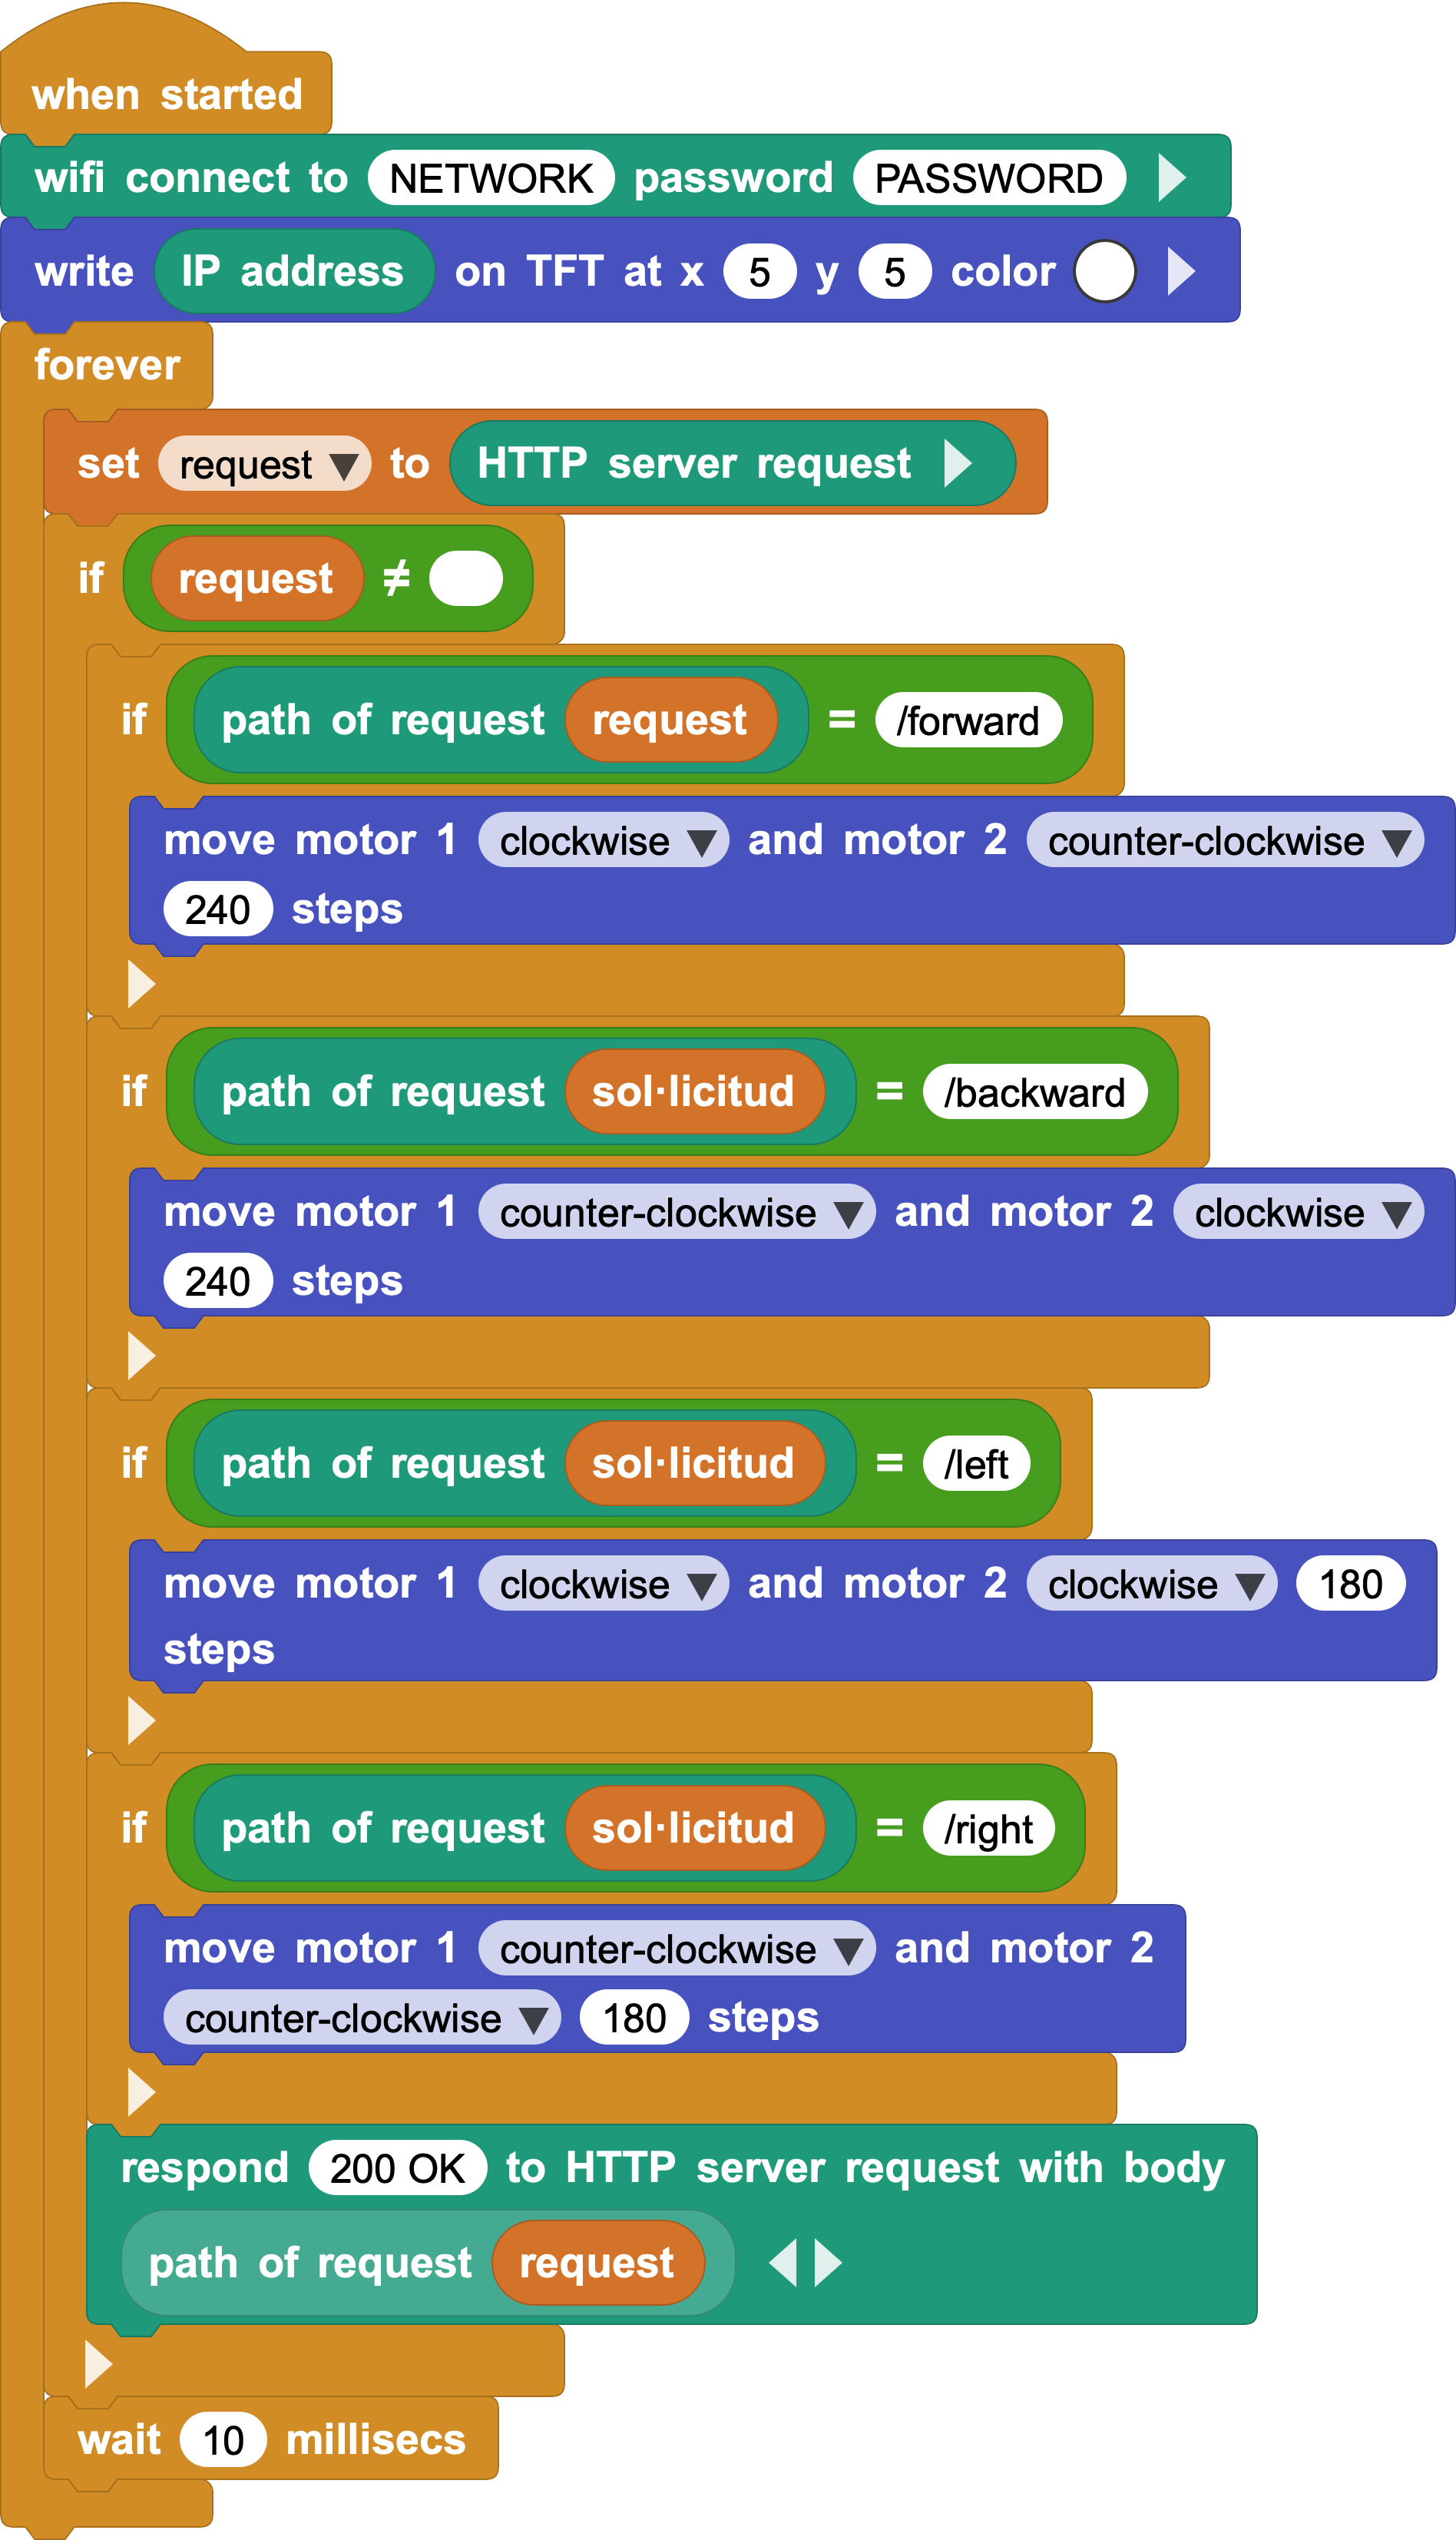 when started
wifi connect to NETWORK password PASSWORD
write IP address on TFT at x 5 y 5 color
forever
set request to HTTP server request
if request ≠
if path of request request = /forward
move motor 1 clockwise and motor 2 counter-clockwise
240 steps
if path of request sol·licitud = /backward
move motor 1 counter-clockwise and motor 2 clockwise
240 steps
if path of request sol·licitud = /left
move motor 1 clockwise and motor 2 clockwise 180
steps
if path of request sol·licitud = /right
move motor 1 counter-clockwise and motor 2
counter-clockwise 180 steps
respond 200 OK to HTTP server request with body
path of request request
wait 10 millisecs